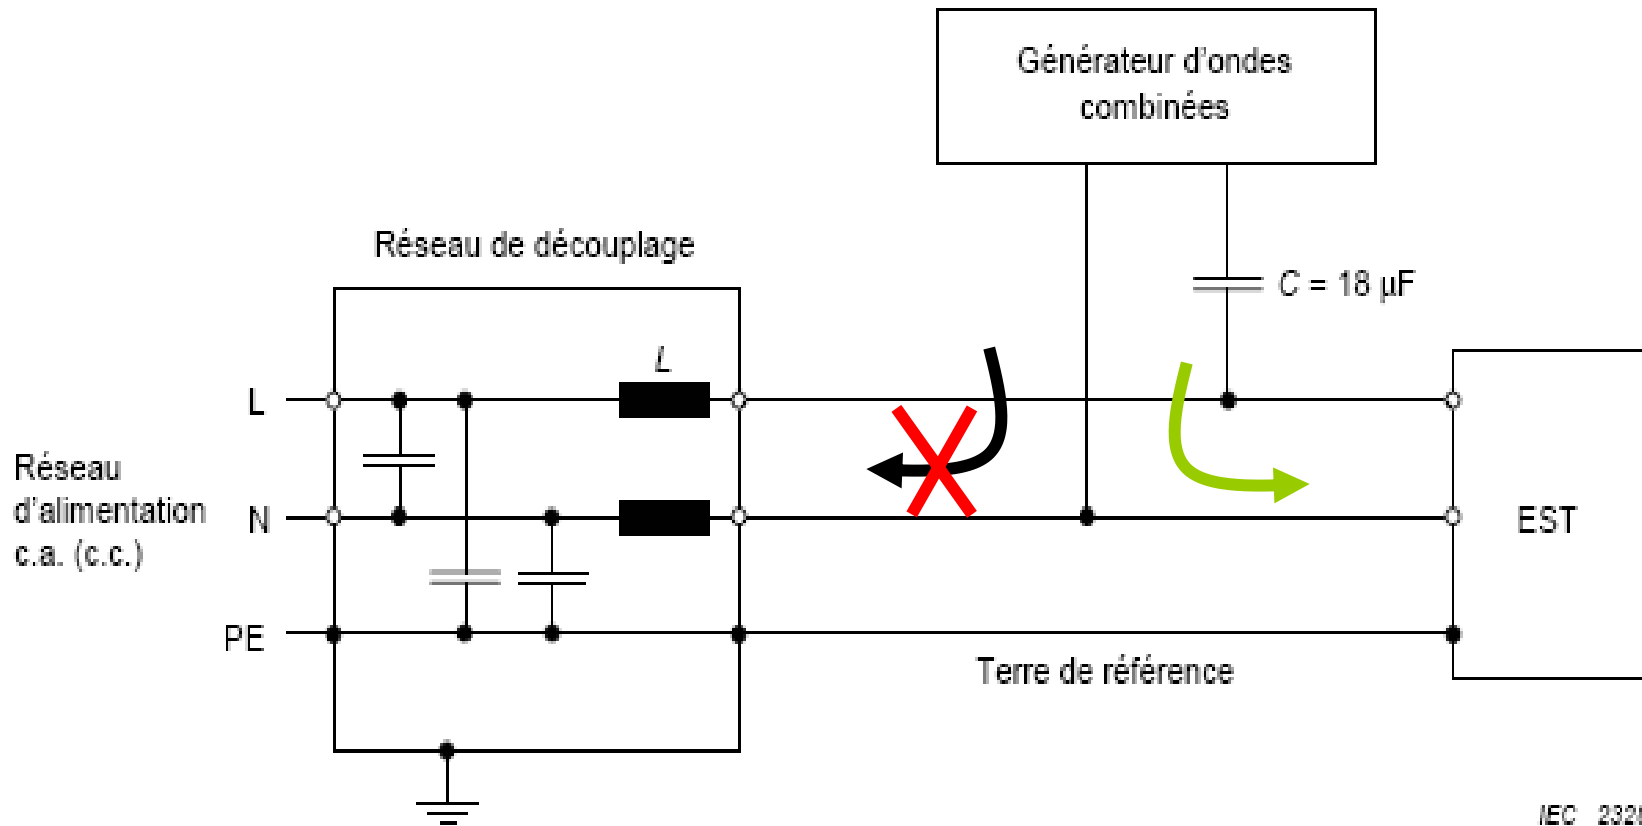 Générateur d'ondes
combinées
Réseau de découplage
C = 18 µF
L
L
Réseau
d'alimentation
c.a. (c.c.)
N
EST
PE
Terre de référence
IEC